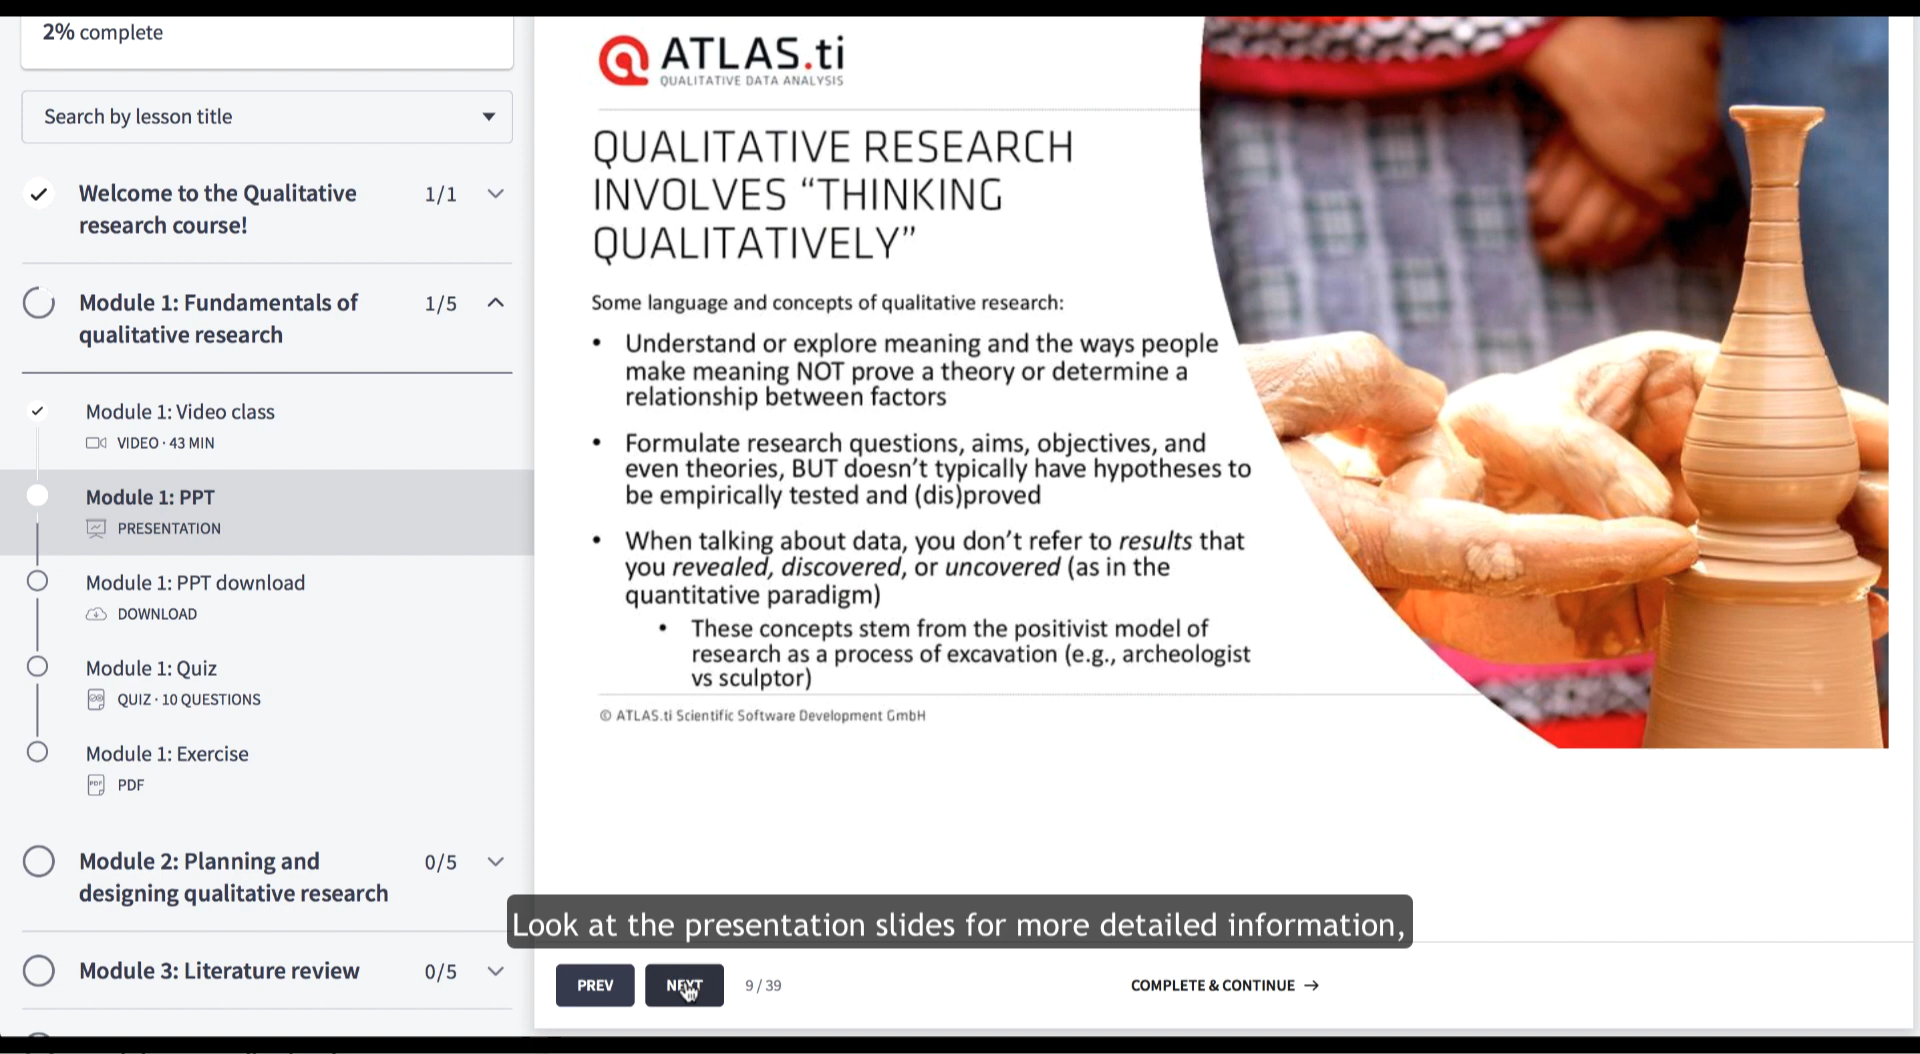 2% complete
Search by lesson title
Welcome to the Qualitative
research course!
1/1
Module 1: Fundamentals of
qualitative research
1/5
Module 1: Video class
VIDEO · 43 MIN
Module 1: PPT
PRESENTATION
Module 1: PPT download
DOWNLOAD
Module 1: Quiz
QUIZ · 10 QUESTIONS
Module 1: Exercise
PDF
PDF
Module 2: Planning and
designing qualitative research
0/5
Module 3: Literature review
0/5
ATLAS.ti
QUALITATIVE DATA ANALYSIS
QUALITATIVE RESEARCH
INVOLVES “THINKING
QUALITATIVELY”
Some language and concepts of qualitative research:
• Understand or explore meaning and the ways people
make meaning NOT prove a theory or determine a
relationship between factors
• Formulate research questions, aims, objectives, and
even theories, BUT doesn’t typically have hypotheses to
be empirically tested and (dis)proved
• When talking about data, you don’t refer to results that
you revealed, discovered, or uncovered (as in the
quantitative paradigm)
• These concepts stem from the positivist model of
research as a process of excavation (e.g., archeologist
vs sculptor)
© ATLAS.ti Scientific Software Development GmbH
Look at the presentation slides for more detailed information,
PREV
NEXT
9 / 39
COMPLETE & CONTINUE →